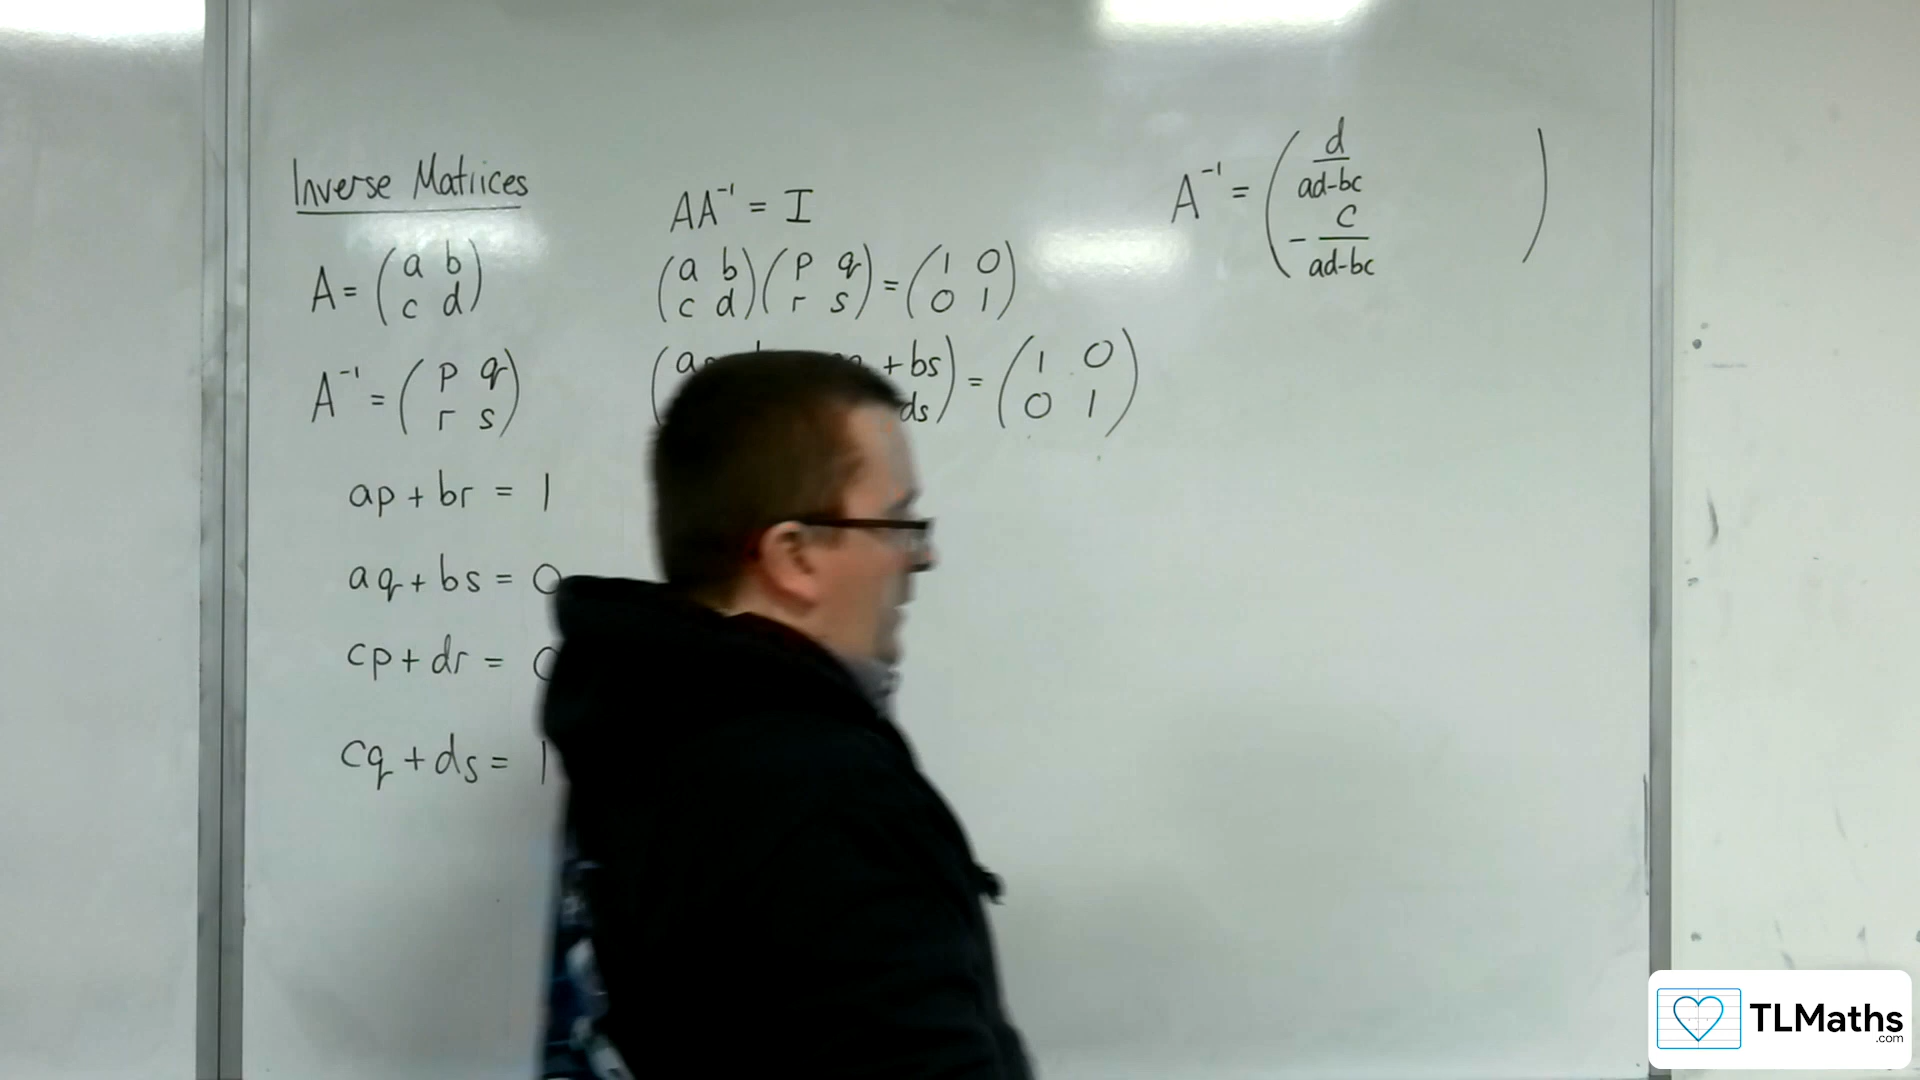 Inverse Matrices
A = (a b
c d)
A⁻¹ = (p q
r s)
ap + br = 1
aq + bs = 0
cp + dr = 0
cq + ds = 1
AA⁻¹ = I
(a b
c d)(p q
r s) = (1 0
0 1)
(a + bs
ds) = (1 0
0 1)
A⁻¹ = (d
ad-bc
- c
ad-bc)
TLMaths
.com